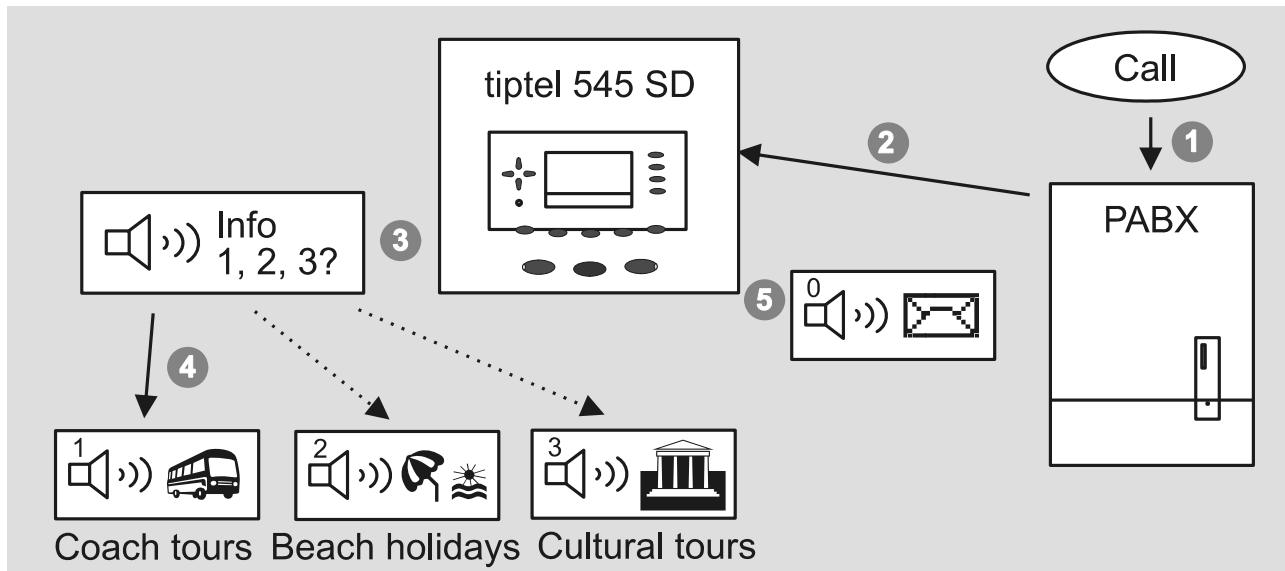 tiptel 545 SD
Call
1
2
PABX
Info
1, 2, 3?
3
5
0
4
1
2
3
Coach tours
Beach holidays
Cultural tours